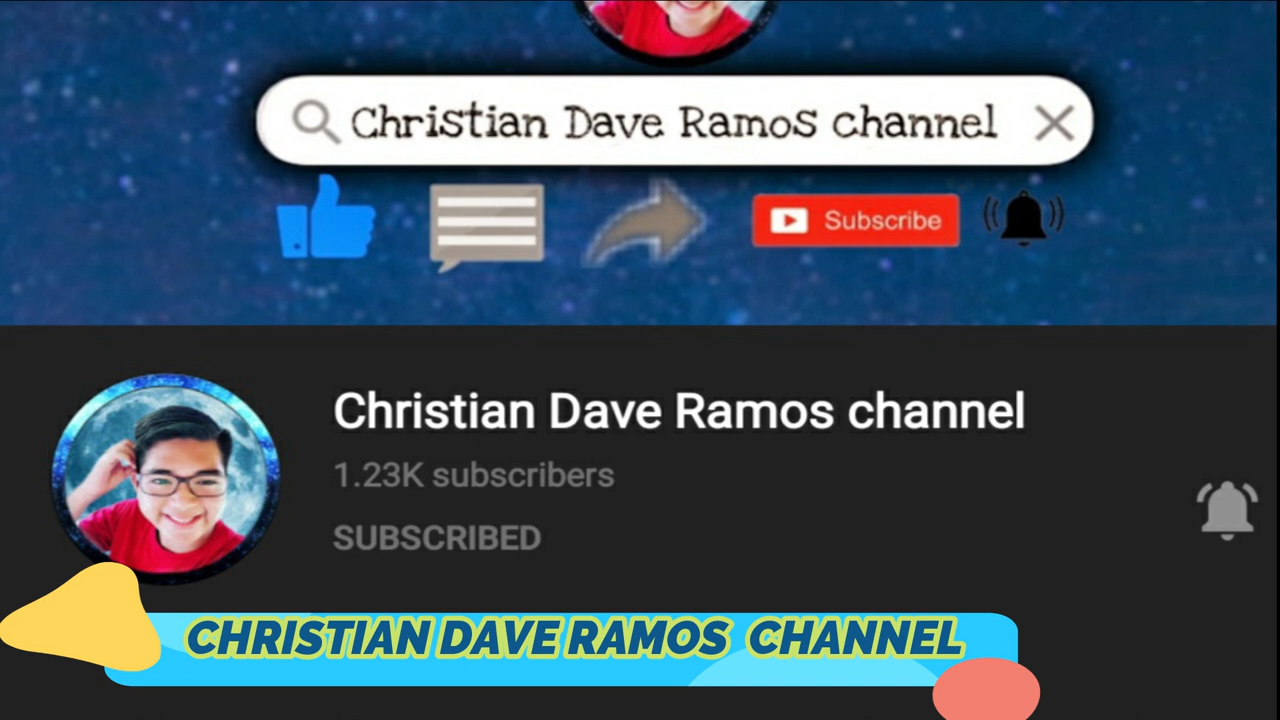 Christian Dave Ramos channel
Subscribe
Christian Dave Ramos channel
1.23K subscribers
SUBSCRIBED
CHRISTIAN DAVE RAMOS CHANNEL